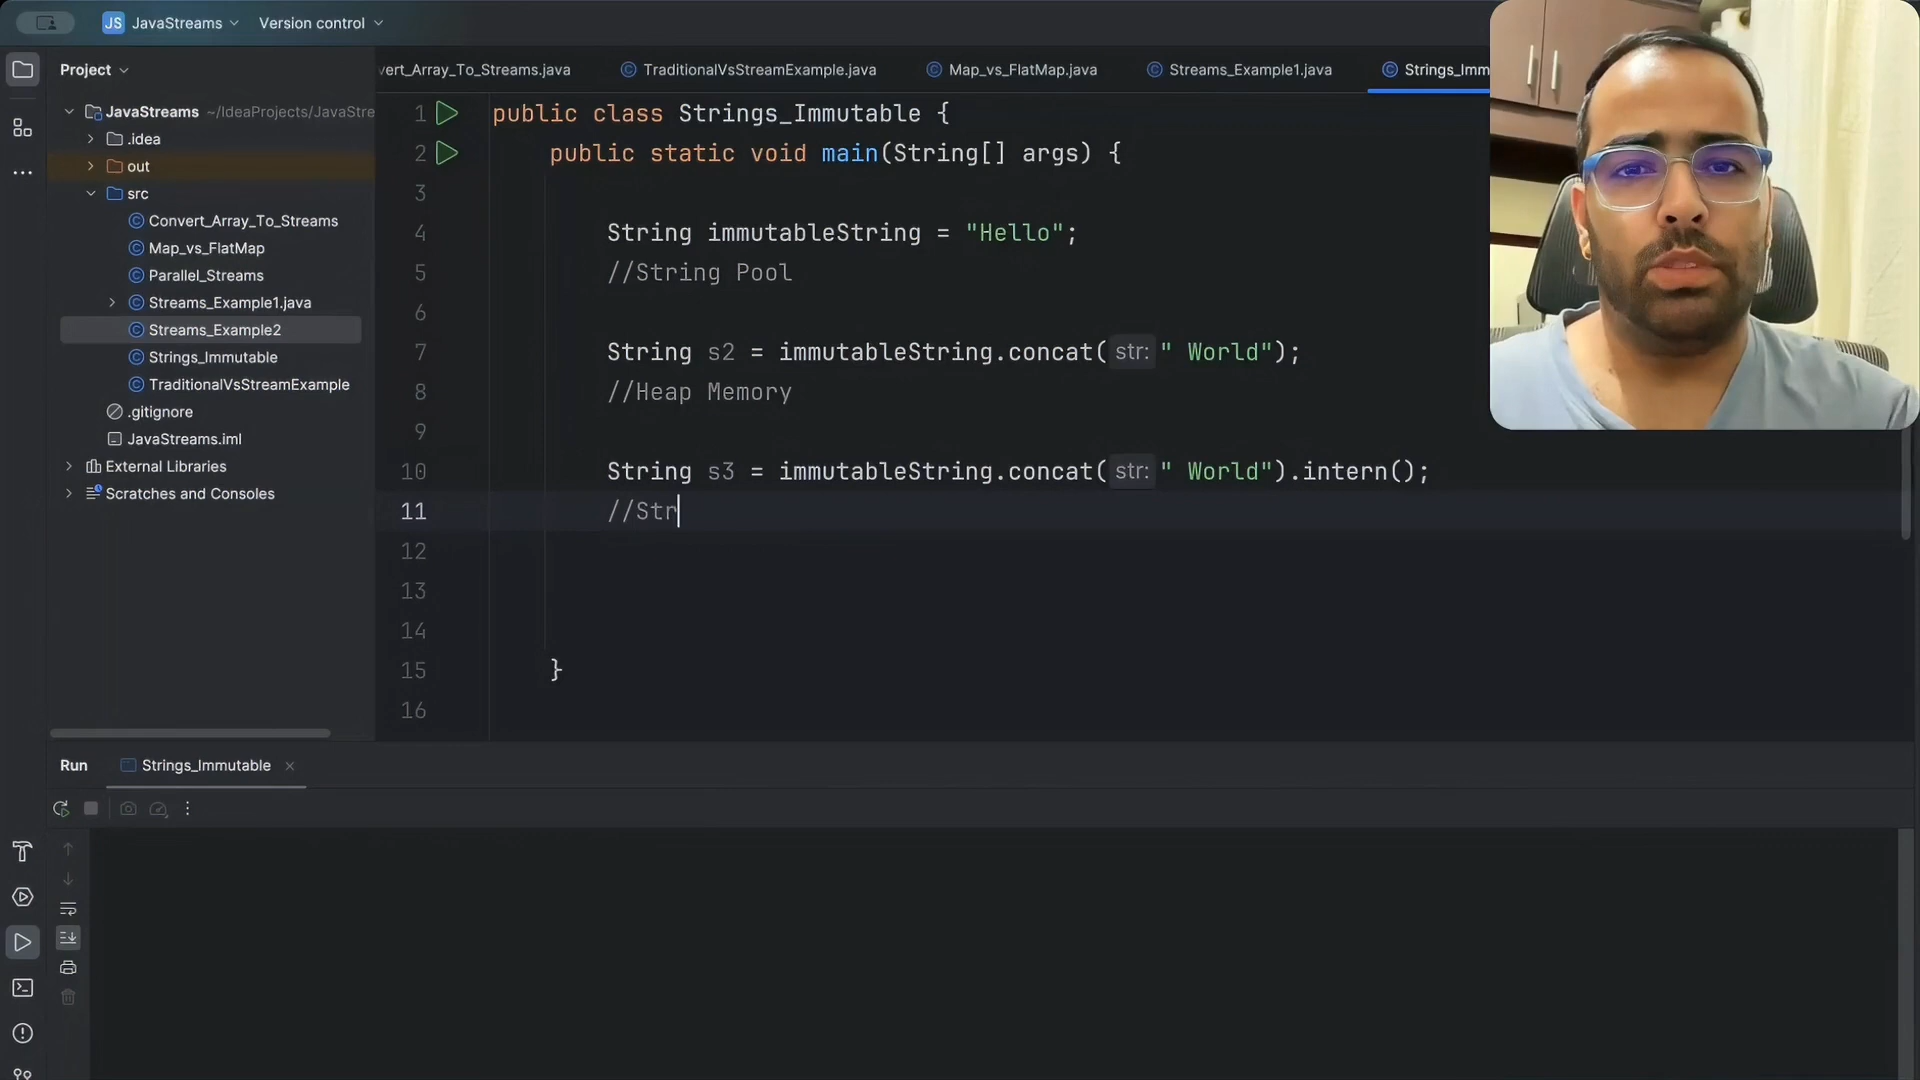 JS JavaStreams Version control
Project
vert_Array_To_Streams.java TraditionalVsStreamExample.java Map_vs_FlatMap.java Streams_Example1.java Strings_Imm
JavaStreams ~/IdeaProjects/JavaStre
.idea
out
src
Convert_Array_To_Streams
Map_vs_FlatMap
Parallel_Streams
Streams_Example1.java
Streams_Example2
Strings_Immutable
TraditionalVsStreamExample
.gitignore
JavaStreams.iml
External Libraries
Scratches and Consoles
1 public class Strings_Immutable {
2 public static void main(String[] args) {
3
4 String immutableString = "Hello";
5 //String Pool
6
7 String s2 = immutableString.concat( str: " World");
8 //Heap Memory
9
10 String s3 = immutableString.concat( str: " World").intern();
11 //Str
12
13
14
15 }
16
Run Strings_Immutable